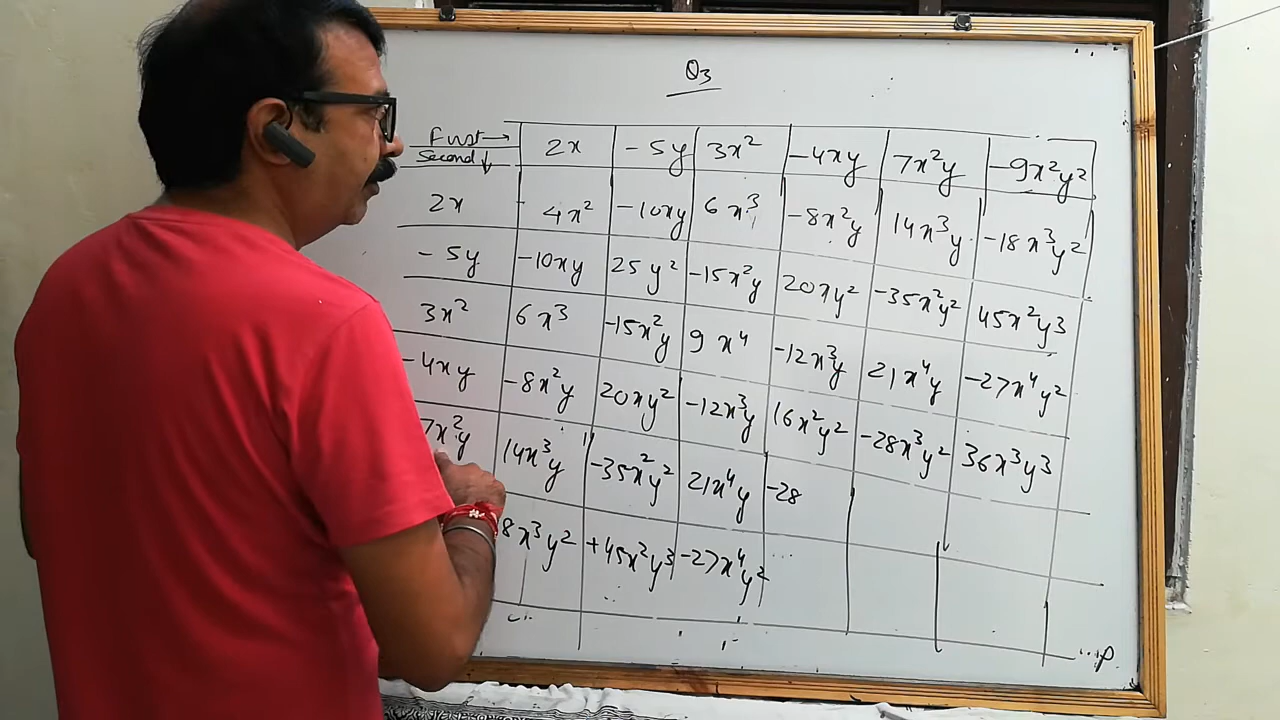 Q3
First →
Second ↓
2x -5y 3x² -4xy 7x²y -9x²y²
2x 4x² -10xy 6x³ -8x²y 14x³y -18x³y²
-5y -10xy 25y² -15x²y 20xy² -35x²y² 45x²y³
3x² 6x³ -15x²y 9x⁴ -12x³y 21x⁴y -27x⁴y²
-4xy -8x²y 20xy² -12x³y 16x²y² -28x³y² 36x³y³
7x²y 14x³y -35x²y² 21x⁴y -28
8x³y² +45x²y³ -27x⁴y²